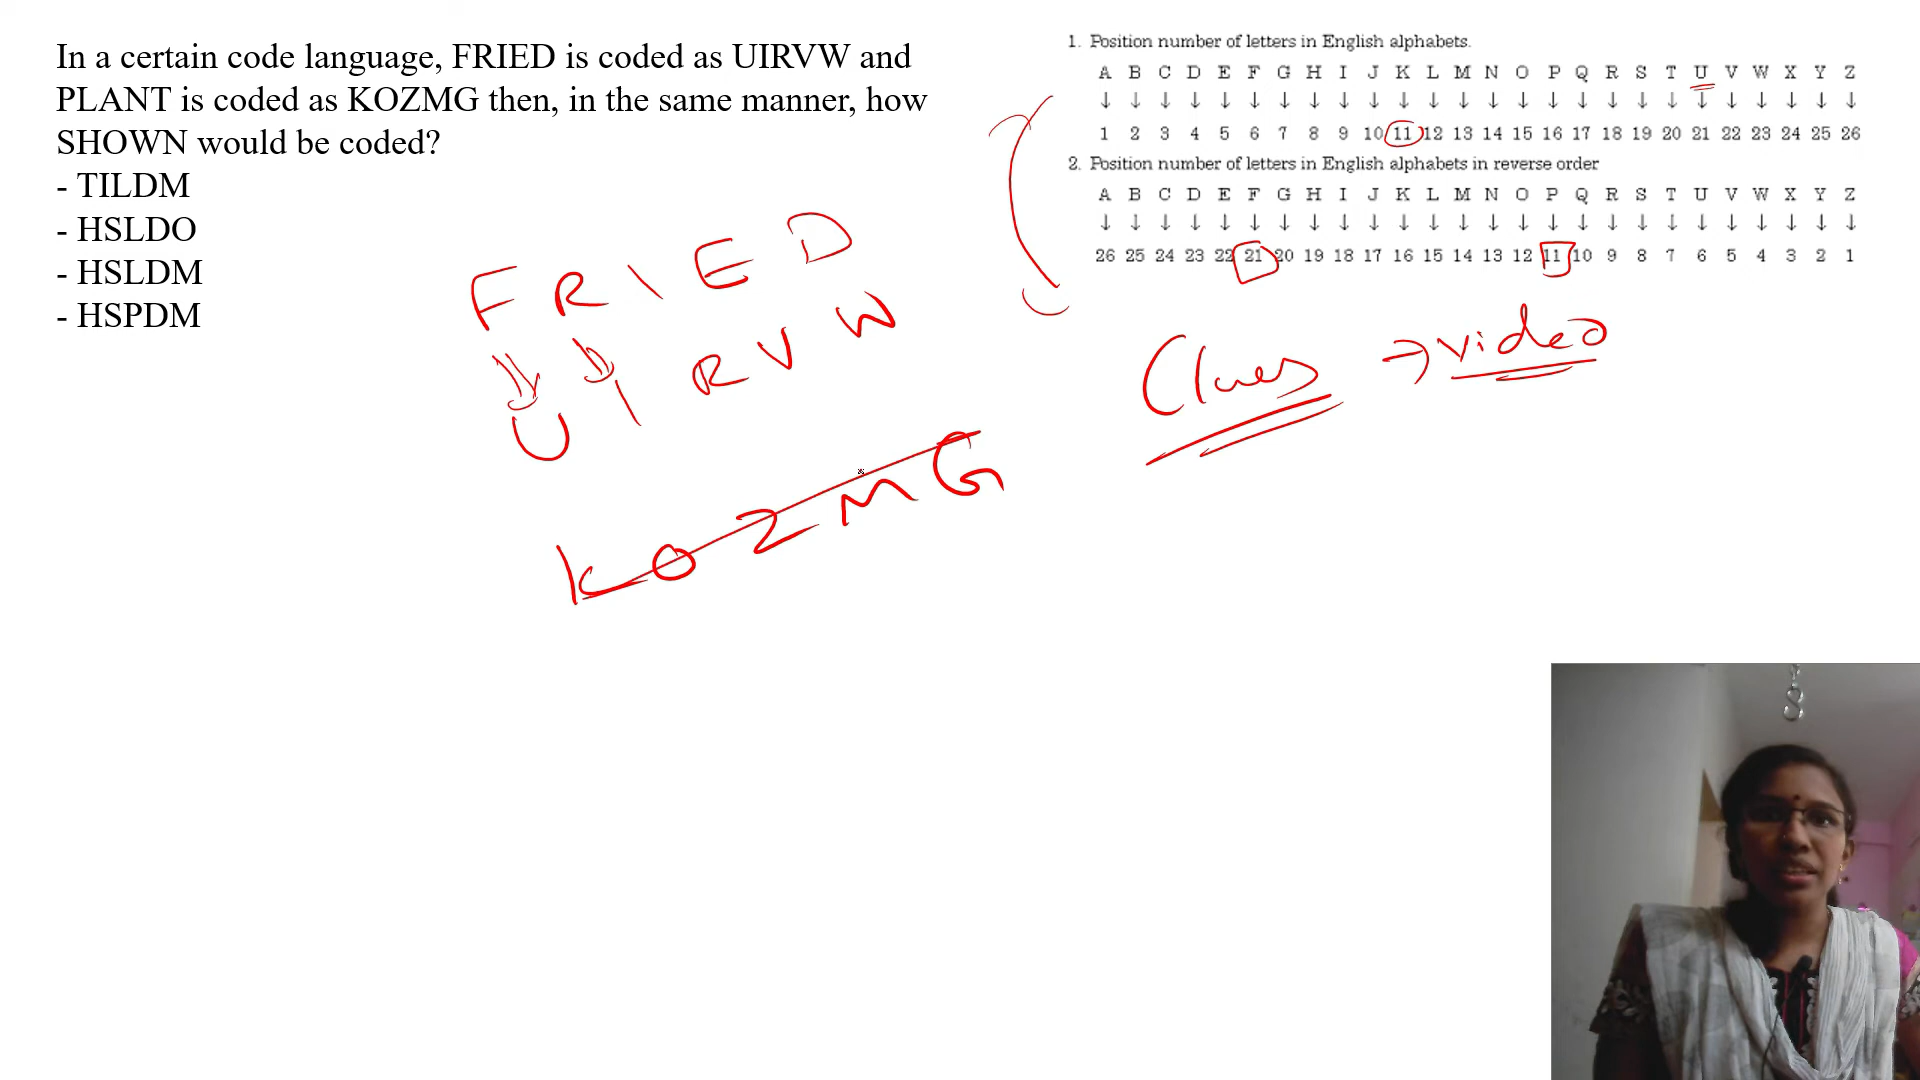 In a certain code language, FRIED is coded as UIRVW and
PLANT is coded as KOZMG then, in the same manner, how
SHOWN would be coded?
- TILDM
- HSLDO
- HSLDM
- HSPDM
1. Position number of letters in English alphabets.
A B C D E F G H I J K L M N O P Q R S T U V W X Y Z
↓ ↓ ↓ ↓ ↓ ↓ ↓ ↓ ↓ ↓ ↓ ↓ ↓ ↓ ↓ ↓ ↓ ↓ ↓ ↓ ↓ ↓ ↓ ↓ ↓ ↓
1 2 3 4 5 6 7 8 9 10 11 12 13 14 15 16 17 18 19 20 21 22 23 24 25 26
2. Position number of letters in English alphabets in reverse order
A B C D E F G H I J K L M N O P Q R S T U V W X Y Z
↓ ↓ ↓ ↓ ↓ ↓ ↓ ↓ ↓ ↓ ↓ ↓ ↓ ↓ ↓ ↓ ↓ ↓ ↓ ↓ ↓ ↓ ↓ ↓ ↓ ↓
26 25 24 23 22 21 20 19 18 17 16 15 14 13 12 11 10 9 8 7 6 5 4 3 2 1
F R I E D
U I R V W
K O Z M G
Clues → video